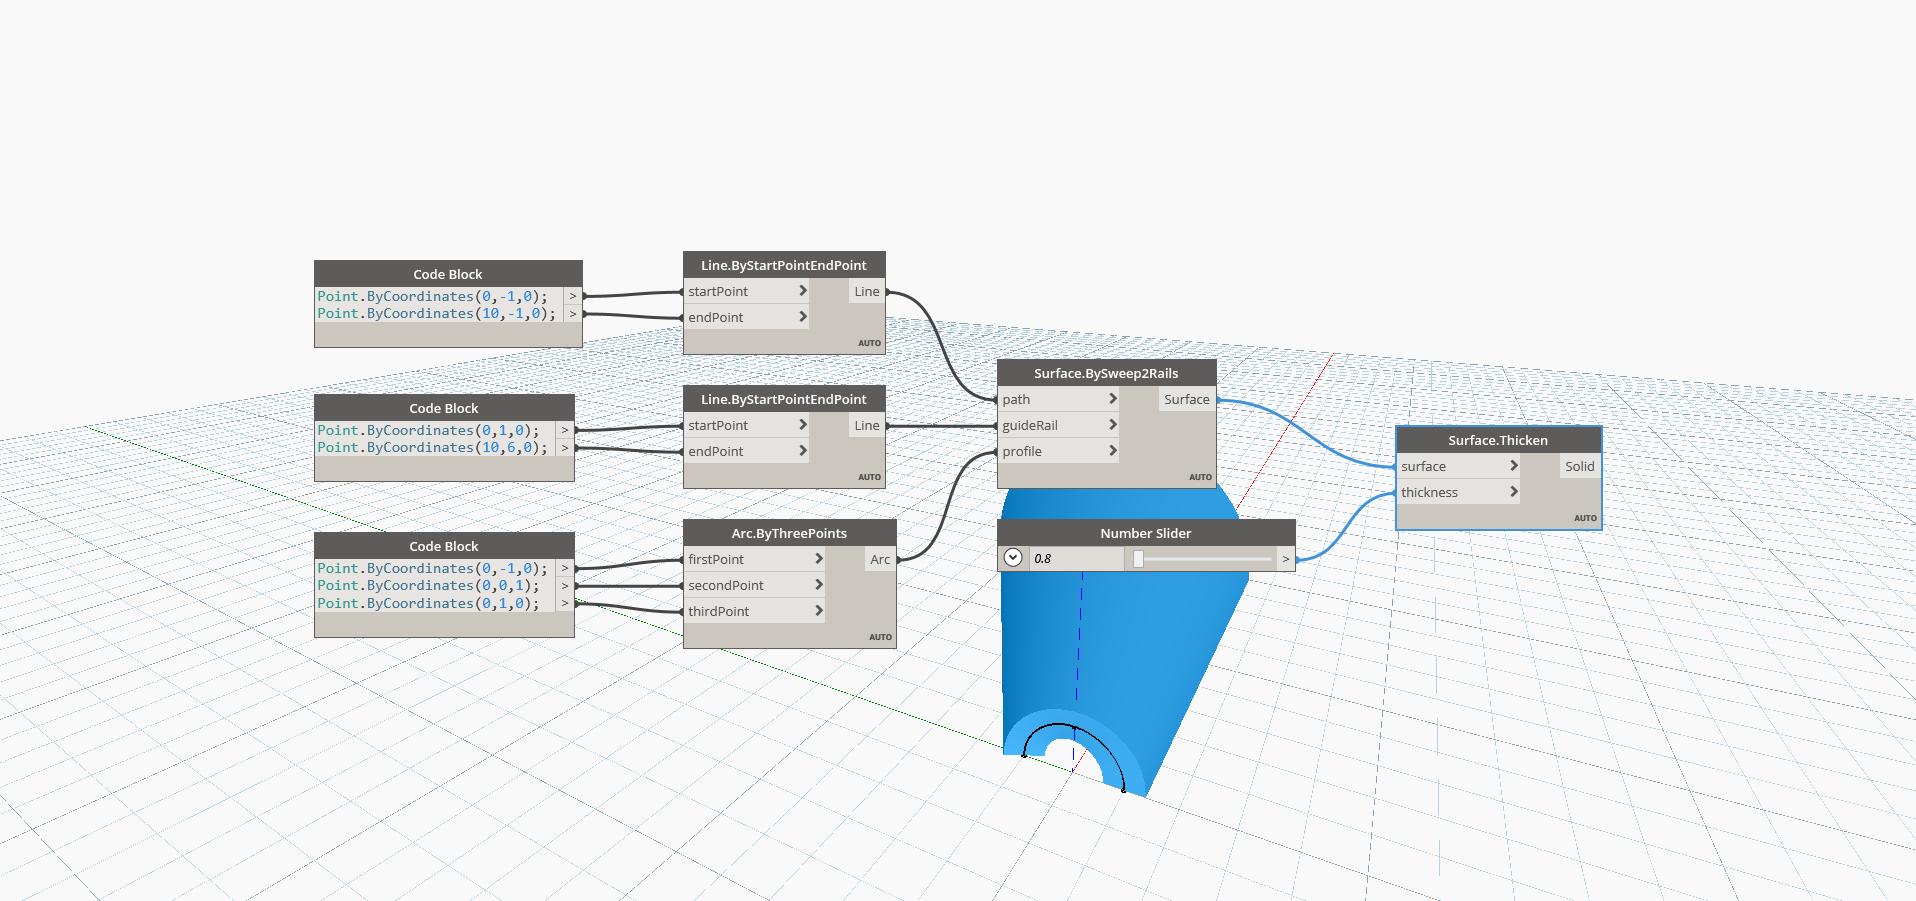 Code Block
Point.ByCoordinates(0,-1,0); >
Point.ByCoordinates(10,-1,0); >
Line.ByStartPointEndPoint
startPoint > Line
endPoint >
AUTO
Code Block
Point.ByCoordinates(0,1,0); >
Point.ByCoordinates(10,6,0); >
Line.ByStartPointEndPoint
startPoint > Line
endPoint >
AUTO
Code Block
Point.ByCoordinates(0,-1,0); >
Point.ByCoordinates(0,0,1); >
Point.ByCoordinates(0,1,0); >
Arc.ByThreePoints
firstPoint > Arc
secondPoint >
thirdPoint >
AUTO
Surface.BySweep2Rails
path > Surface
guideRail >
profile >
AUTO
Number Slider
0.8 >
Surface.Thicken
surface > Solid
thickness >
AUTO